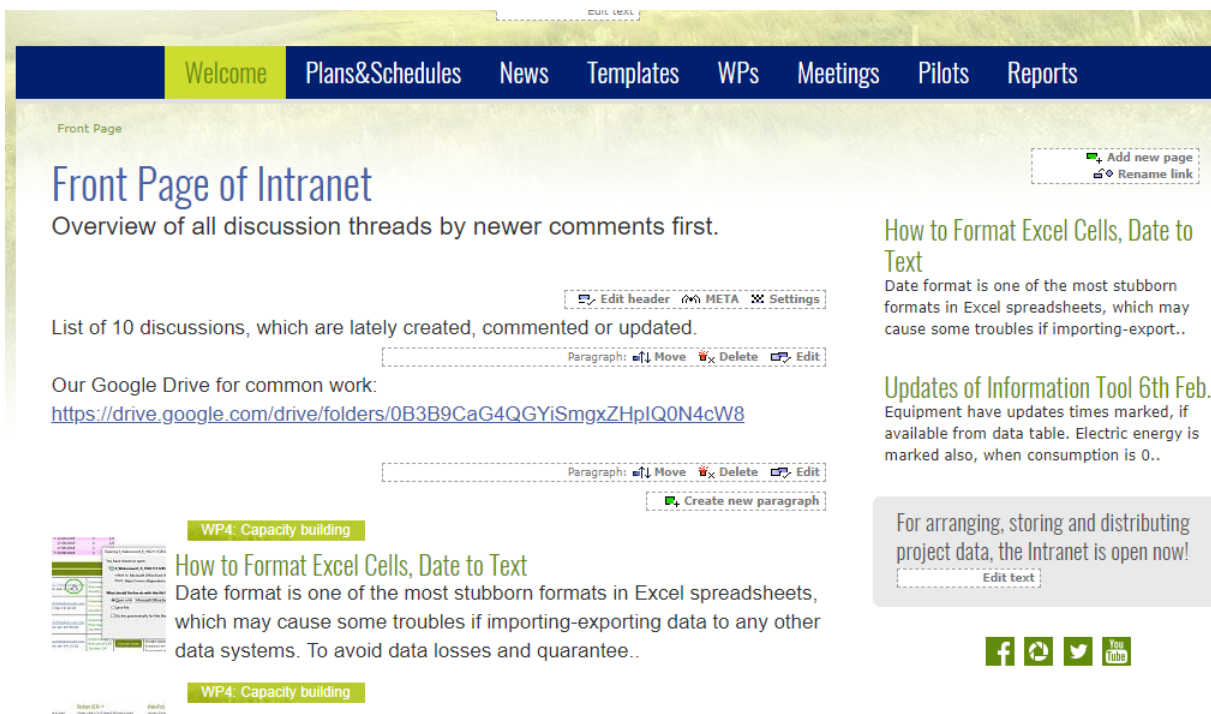 Edit text
Welcome Plans&Schedules News Templates WPs Meetings Pilots Reports
Front Page
Add new page
Rename link
Front Page of Intranet
Overview of all discussion threads by newer comments first.
Edit header META Settings
List of 10 discussions, which are lately created, commented or updated.
Paragraph: Move Delete Edit
Our Google Drive for common work:
https://drive.google.com/drive/folders/0B3B9CaG4QGYiSmgxZHpIQ0N4cW8
Paragraph: Move Delete Edit
Create new paragraph
WP4: Capacity building
How to Format Excel Cells, Date to Text
Date format is one of the most stubborn formats in Excel spreadsheets,
which may cause some troubles if importing-exporting data to any other
data systems. To avoid data losses and quarantee..
WP4: Capacity building
How to Format Excel Cells, Date to
Text
Date format is one of the most stubborn
formats in Excel spreadsheets, which may
cause some troubles if importing-export..
Updates of Information Tool 6th Feb.
Equipment have updates times marked, if
available from data table. Electric energy is
marked also, when consumption is 0..
For arranging, storing and distributing
project data, the Intranet is open now!
Edit text
You
Tube